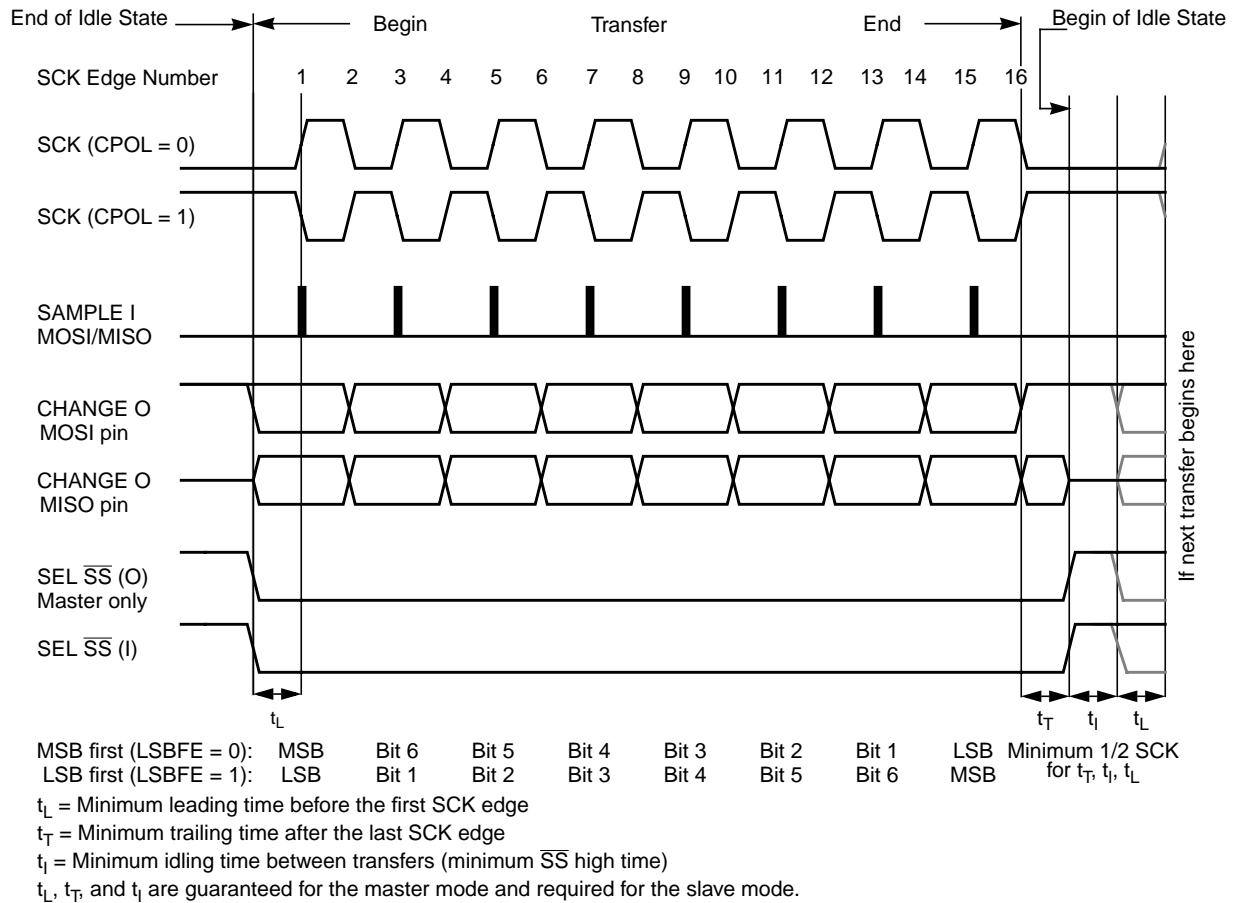 End of Idle State Begin Transfer End Begin of Idle State
SCK Edge Number 1 2 3 4 5 6 7 8 9 10 11 12 13 14 15 16
SCK (CPOL = 0)
SCK (CPOL = 1)
SAMPLE I
MOSI/MISO
CHANGE O
MOSI pin
CHANGE O
MISO pin
SEL S̅S̅ (O)
Master only
SEL S̅S̅ (I)
If next transfer begins here
tL tT tI tL
MSB first (LSBFE = 0): MSB Bit 6 Bit 5 Bit 4 Bit 3 Bit 2 Bit 1 LSB Minimum 1/2 SCK
LSB first (LSBFE = 1): LSB Bit 1 Bit 2 Bit 3 Bit 4 Bit 5 Bit 6 MSB for tT, tI, tL
tL = Minimum leading time before the first SCK edge
tT = Minimum trailing time after the last SCK edge
tI = Minimum idling time between transfers (minimum S̅S̅ high time)
tL, tT, and tI are guaranteed for the master mode and required for the slave mode.